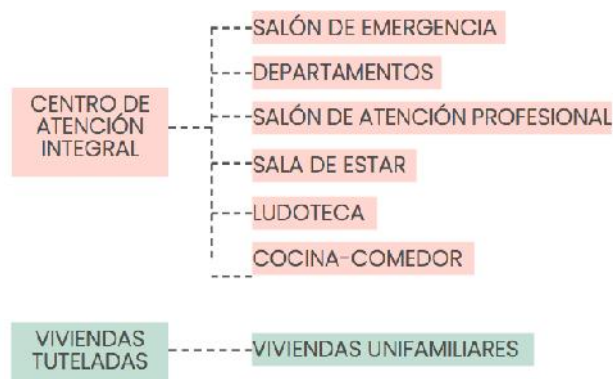 SALÓN DE EMERGENCIA
DEPARTAMENTOS
CENTRO DE
ATENCIÓN
INTEGRAL
SALÓN DE ATENCIÓN PROFESIONAL
SALA DE ESTAR
LUDOTECA
COCINA-COMEDOR
VIVIENDAS
TUTELADAS
VIVIENDAS UNIFAMILIARES